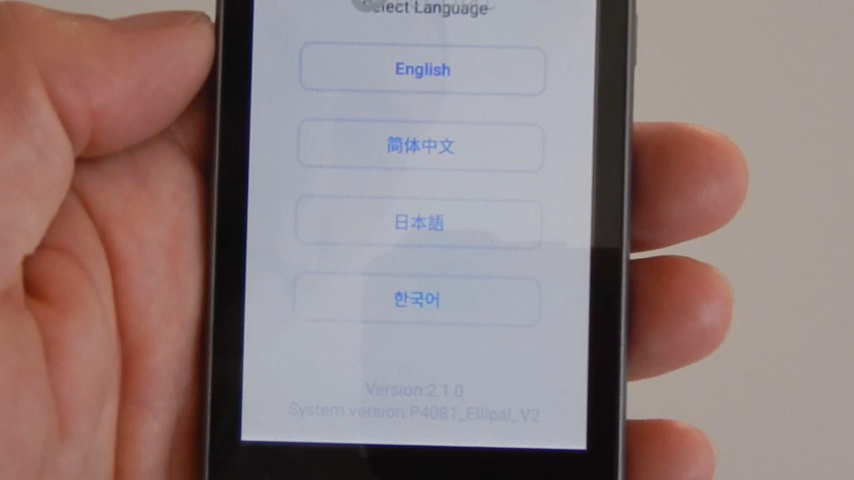 Select Language
English
简体中文
日本語
한국어
Version:2.1.0
System version:P4081_Ellipal_V2